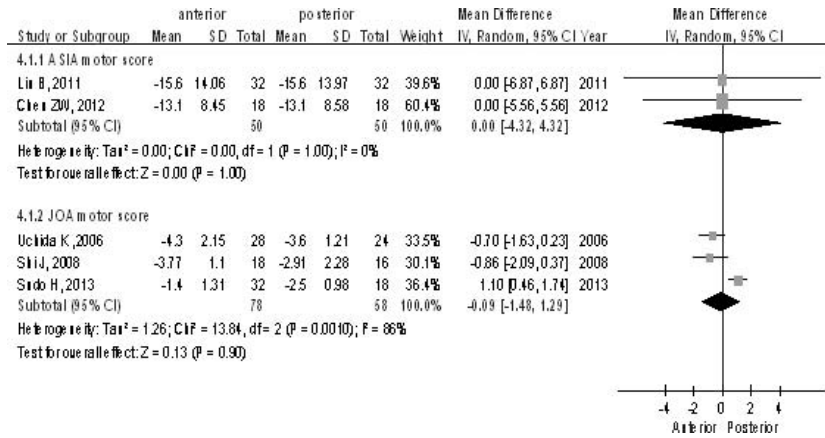 anterior posterior Mean Difference Mean Difference
Study or Subgroup Mean SD Total Mean SD Total Weight IV, Random, 95% CI Year IV, Random, 95% CI
4.1.1 ASIA motor score
Lin B,2011 -15.6 14.06 32 -15.6 13.97 32 39.6% 0.00 [-6.87,6.87] 2011
Chen ZW,2012 -13.1 8.45 18 -13.1 8.58 18 60.4% 0.00 [-5.56,5.56] 2012
Subtotal (95% CI) 50 50 100.0% 0.00 [-4.32, 4.32]
Heterogeneity: Tau² = 0.00; Chi² = 0.00, df = 1 (P = 1.00); I² = 0%
Test for overall effect: Z = 0.00 (P = 1.00)
4.1.2 JOA motor score
Uchida K,2006 -4.3 2.15 28 -3.6 1.21 24 33.5% -0.70 [-1.63,0.23] 2006
Shi J,2008 -3.77 1.1 18 -2.91 2.28 16 30.1% -0.86 [-2.09,0.37] 2008
Sudo H,2013 -1.4 1.31 32 -2.5 0.98 18 36.4% 1.10 [0.46,1.74] 2013
Subtotal (95% CI) 78 58 100.0% -0.09 [-1.48, 1.29]
Heterogeneity: Tau² = 1.26; Chi² = 13.84, df = 2 (P = 0.0010); I² = 86%
Test for overall effect: Z = 0.13 (P = 0.90)
-4 -2 0 2 4
Anterior Posterior